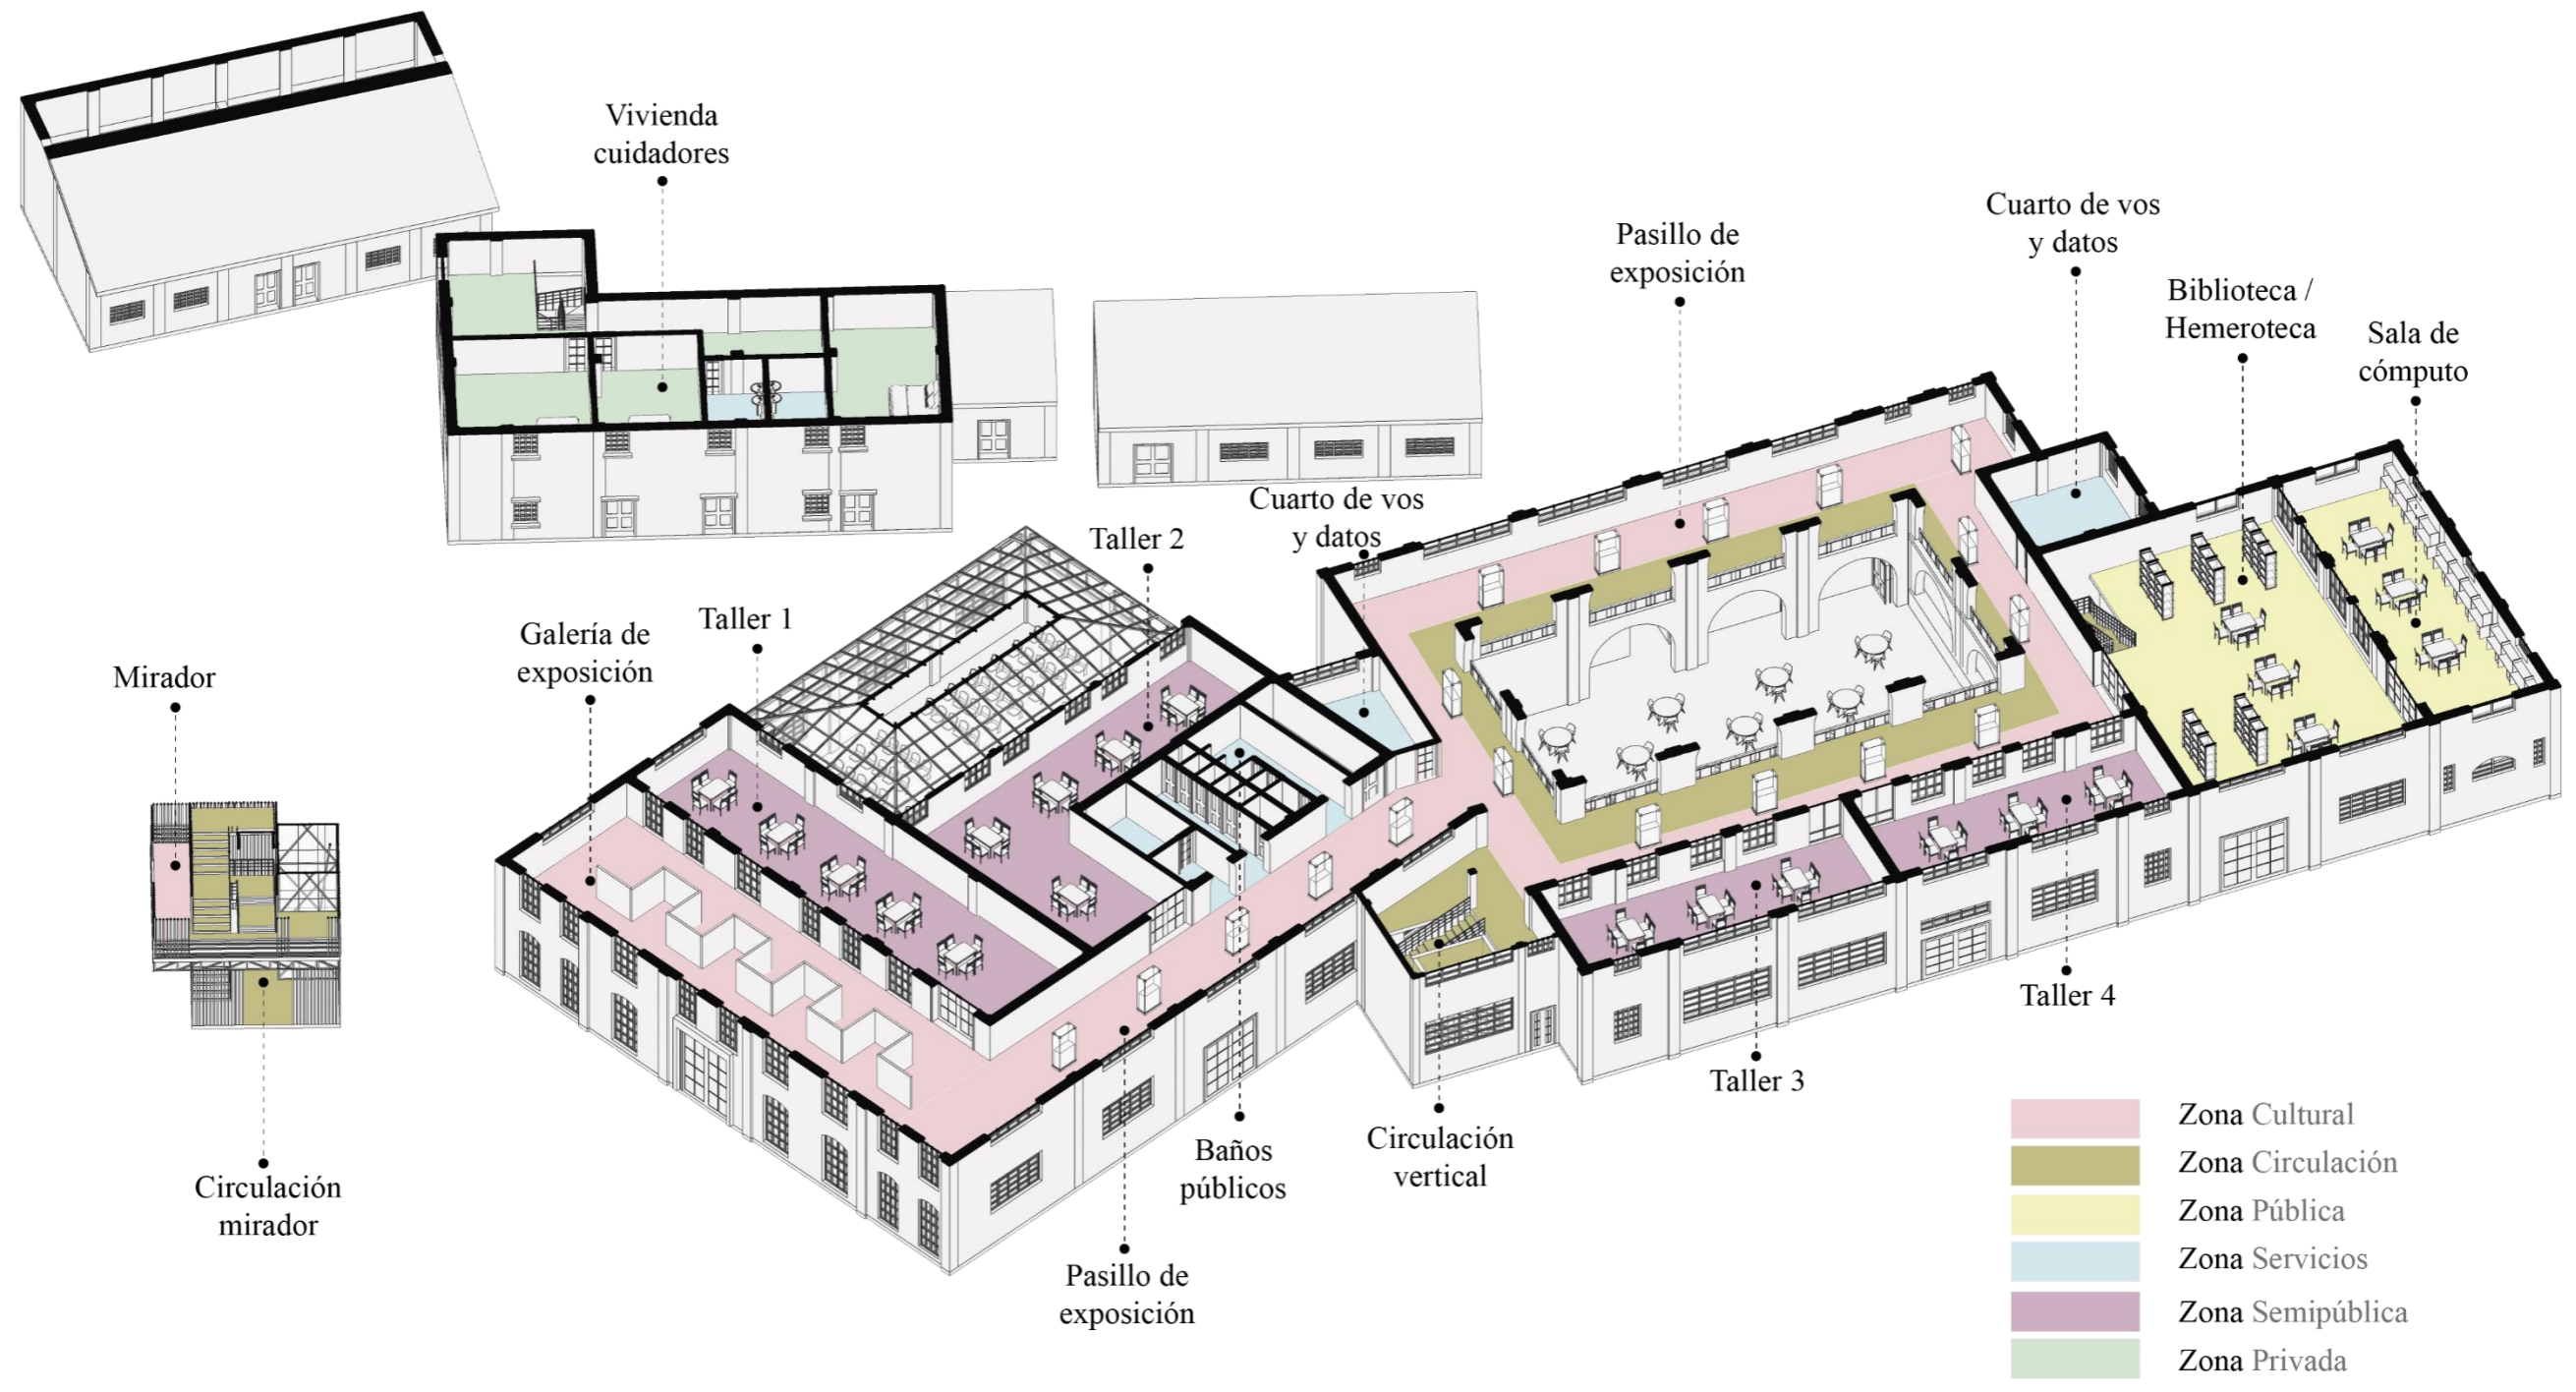 Vivienda
cuidadores
Cuarto de vos
y datos
Pasillo de
exposición
Biblioteca /
Hemeroteca
Sala de
cómputo
Cuarto de vos
y datos
Taller 2
Taller 1
Galería de
exposición
Mirador
Taller 4
Taller 3
Circulación
vertical
Baños
públicos
Circulación
mirador
Pasillo de
exposición
Zona Cultural
Zona Circulación
Zona Pública
Zona Servicios
Zona Semipública
Zona Privada